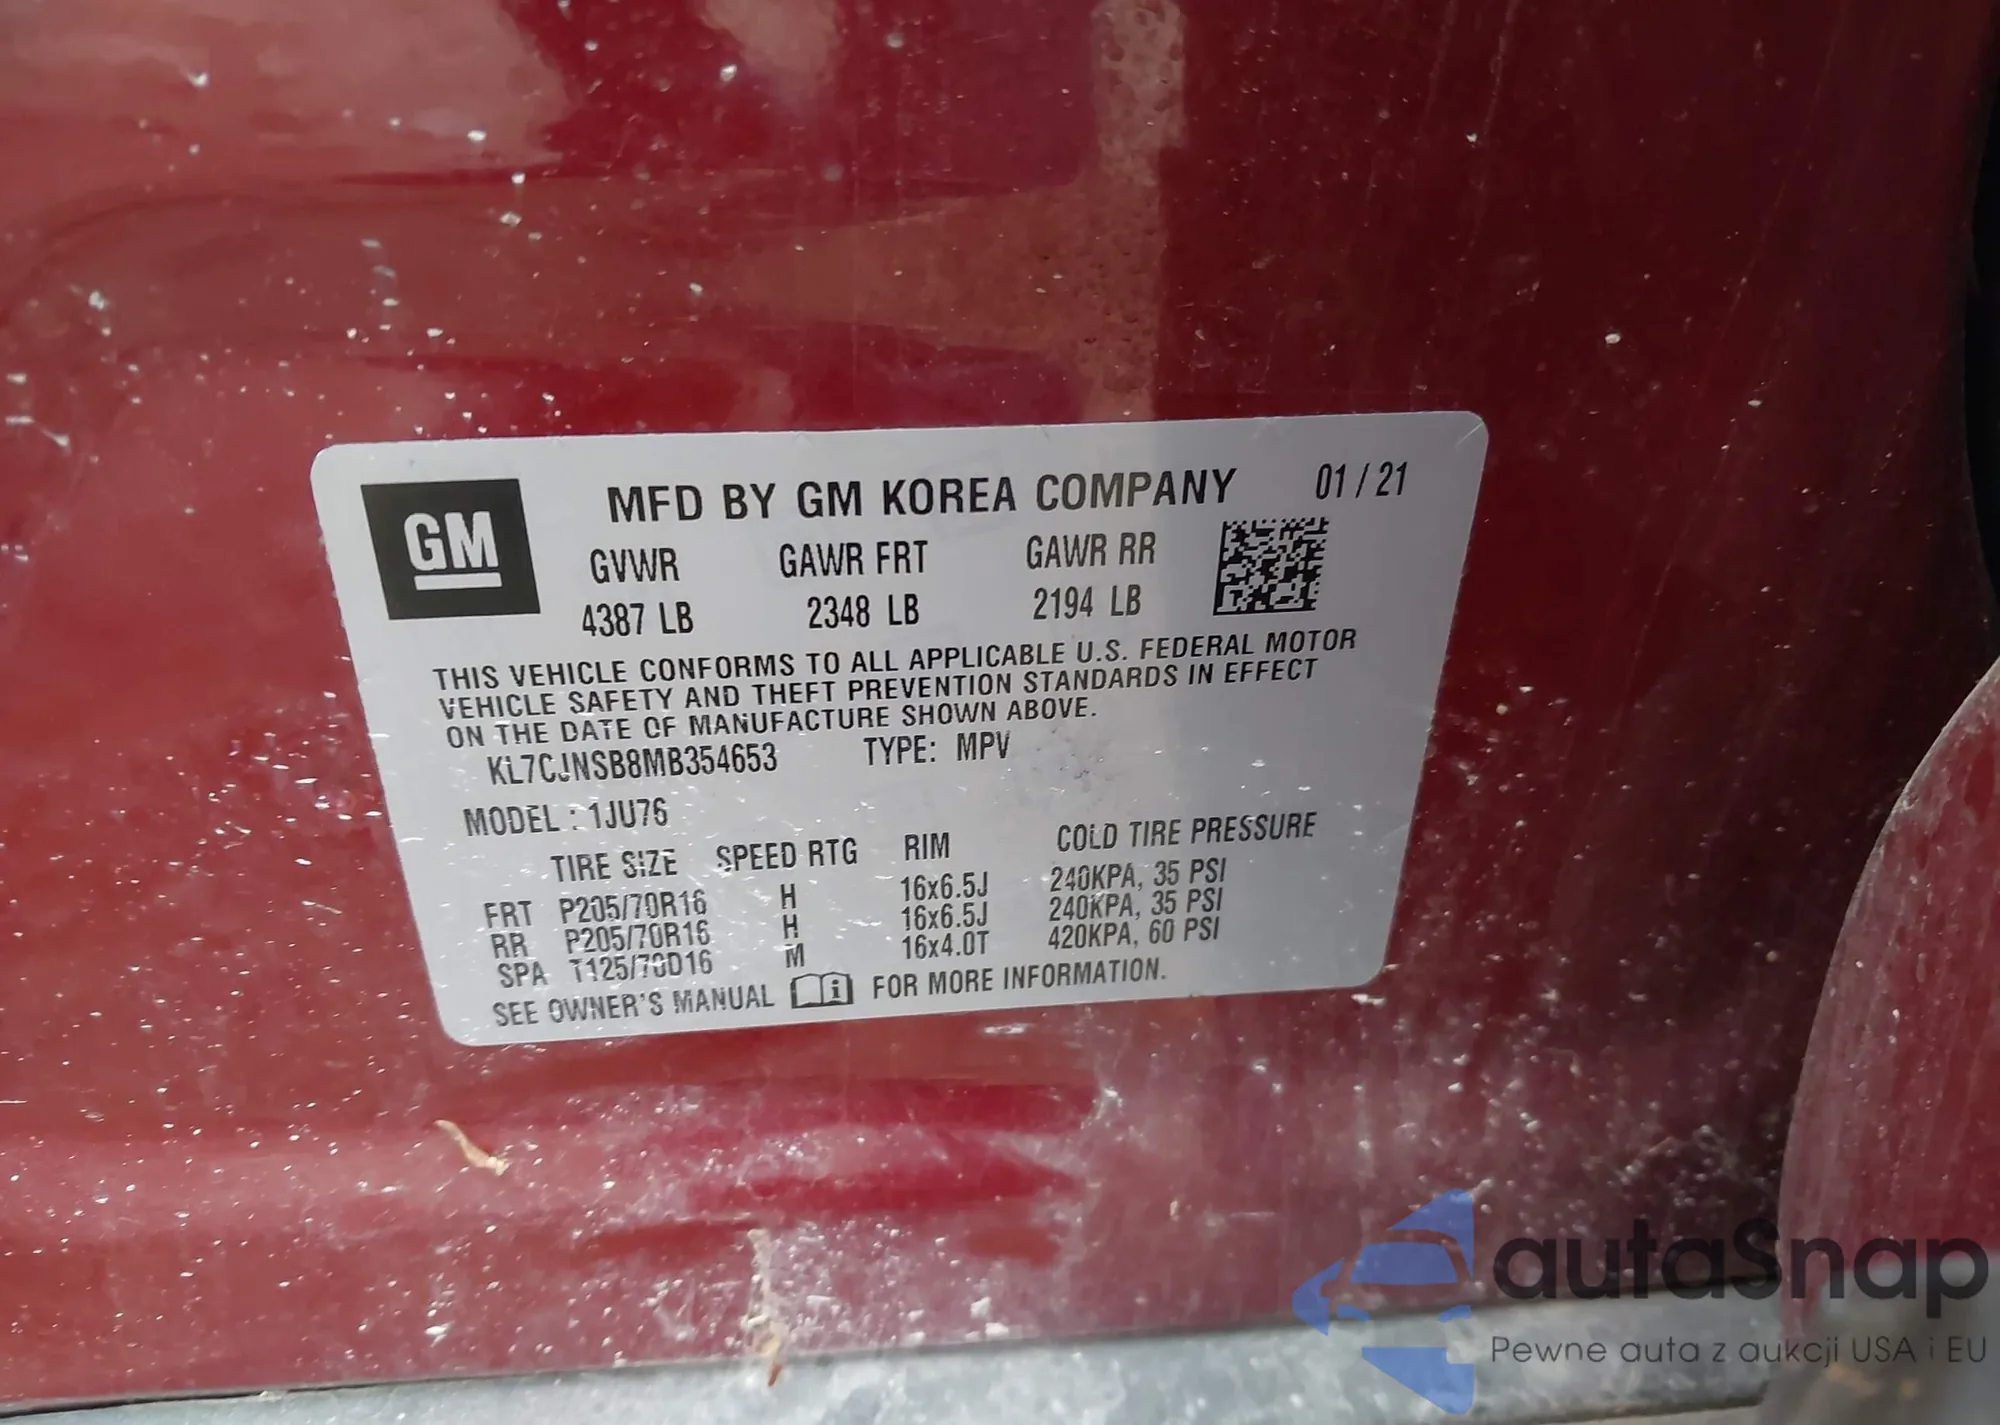 GM
MFD BY GM KOREA COMPANY 01 / 21
GVWR GAWR FRT GAWR RR
4387 LB 2348 LB 2194 LB
THIS VEHICLE CONFORMS TO ALL APPLICABLE U.S. FEDERAL MOTOR
VEHICLE SAFETY AND THEFT PREVENTION STANDARDS IN EFFECT
ON THE DATE OF MANUFACTURE SHOWN ABOVE.
KL7CJNSB8MB354653 TYPE: MPV
MODEL : 1JU76
TIRE SIZE SPEED RTG RIM COLD TIRE PRESSURE
FRT P205/70R16 H 16x6.5J 240KPA, 35 PSI
RR P205/70R16 H 16x6.5J 240KPA, 35 PSI
SPA T125/70D16 M 16x4.0T 420KPA, 60 PSI
SEE OWNER'S MANUAL i FOR MORE INFORMATION.
autaSnap
Pewne auta z aukcji USA i EU